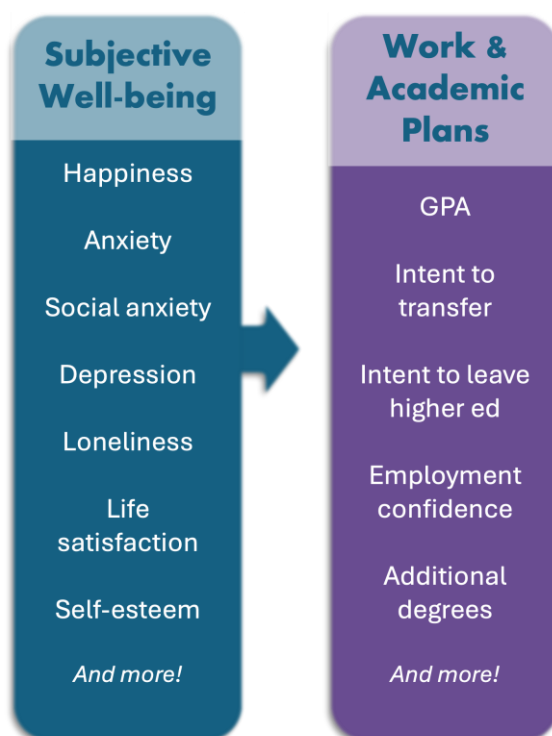 Subjective
Well-being
Happiness
Anxiety
Social anxiety
Depression
Loneliness
Life
satisfaction
Self-esteem
And more!
Work &
Academic
Plans
GPA
Intent to
transfer
Intent to leave
higher ed
Employment
confidence
Additional
degrees
And more!